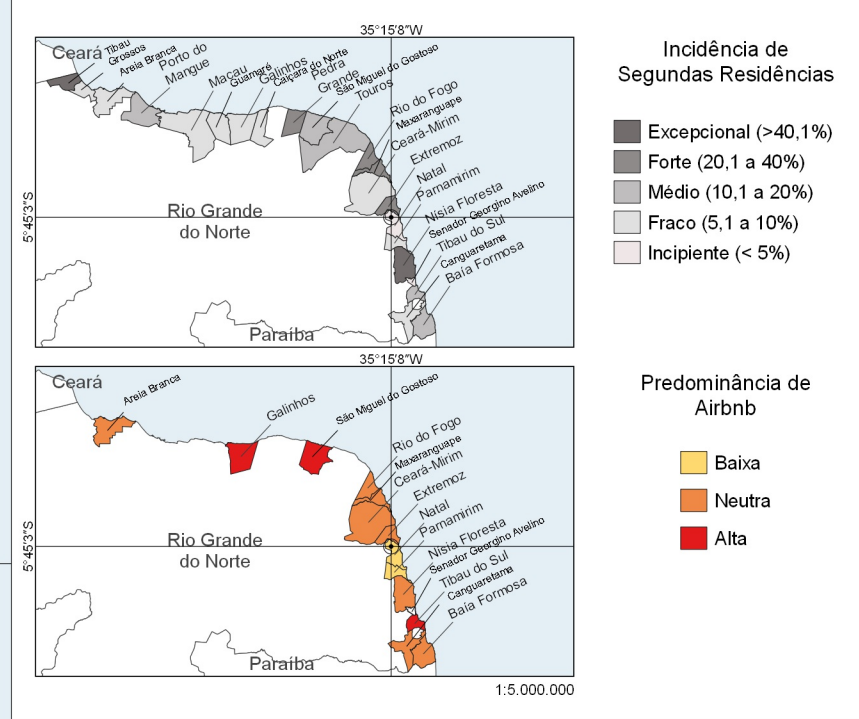 35°15'8"W
Ceará
Tibau
Grossos
Areia Branca
Porto do
Mangue
Macau
Guamaré
Galinhos
Caiçara do Norte
Pedra
Grande
São Miguel do Gostoso
Touros
Rio do Fogo
Maxaranguape
Ceará-Mirim
Extremoz
Natal
Parnamirim
Nísia Floresta
Senador Georgino Avelino
Tibau do Sul
Canguaretama
Baía Formosa
5°45'3"S
Rio Grande
do Norte
Paraíba
Incidência de
Segundas Residências
Excepcional (>40,1%)
Forte (20,1 a 40%)
Médio (10,1 a 20%)
Fraco (5,1 a 10%)
Incipiente (< 5%)
35°15'8"W
Ceará
Areia Branca
Galinhos
São Miguel do Gostoso
Rio do Fogo
Maxaranguape
Ceará-Mirim
Extremoz
Natal
Parnamirim
Nísia Floresta
Senador Georgino Avelino
Tibau do Sul
Canguaretama
Baía Formosa
5°45'3"S
Rio Grande
do Norte
Paraíba
Predominância de
Airbnb
Baixa
Neutra
Alta
1:5.000.000